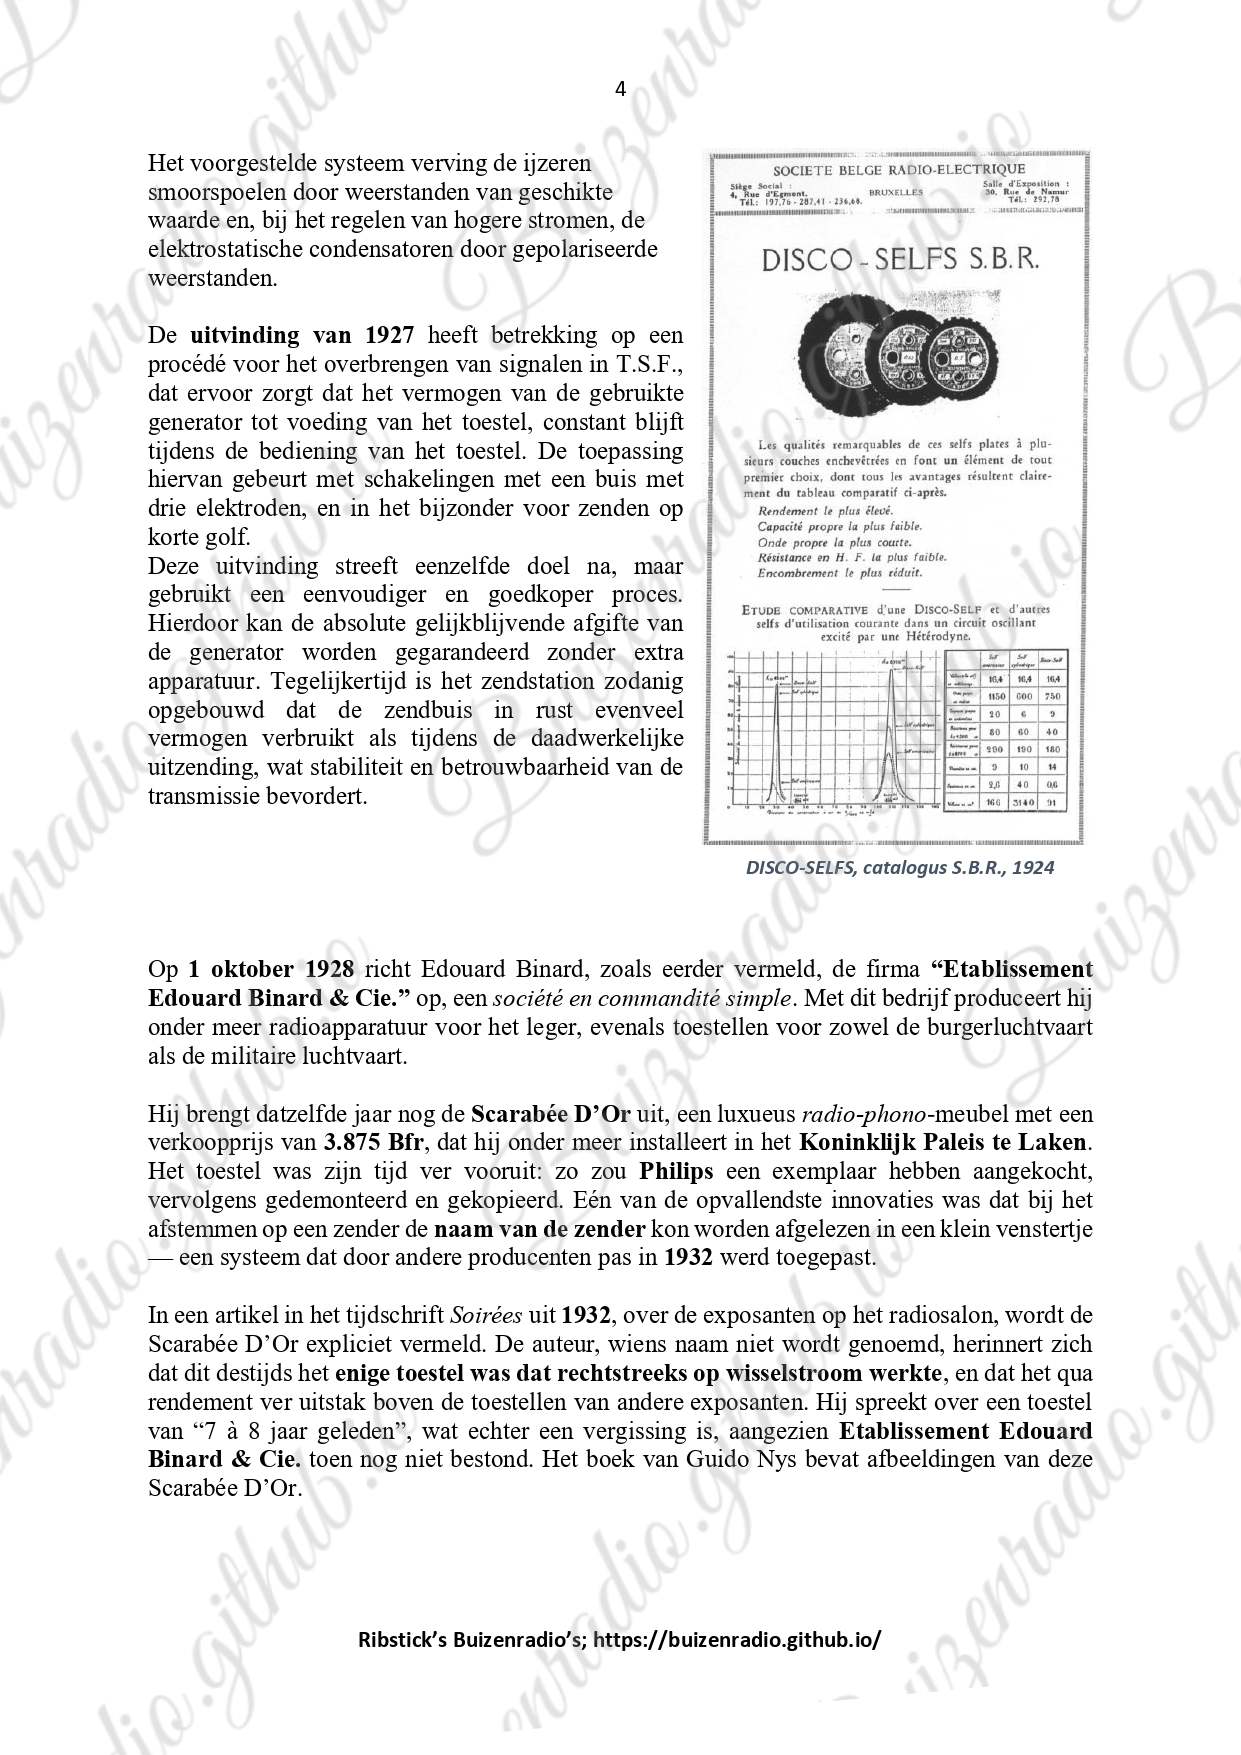 4
Het voorgestelde systeem verving de ijzeren
smoorspoelen door weerstanden van geschikte
waarde en, bij het regelen van hogere stromen, de
elektrostatische condensatoren door gepolariseerde
weerstanden.
De uitvinding van 1927 heeft betrekking op een
procédé voor het overbrengen van signalen in T.S.F.,
dat ervoor zorgt dat het vermogen van de gebruikte
generator tot voeding van het toestel, constant blijft
tijdens de bediening van het toestel. De toepassing
hiervan gebeurt met schakelingen met een buis met
drie elektroden, en in het bijzonder voor zenden op
korte golf.
Deze uitvinding streeft eenzelfde doel na, maar
gebruikt een eenvoudiger en goedkoper proces.
Hierdoor kan de absolute gelijkblijvende afgifte van
de generator worden gegarandeerd zonder extra
apparatuur. Tegelijkertijd is het zendstation zodanig
opgebouwd dat de zendbuis in rust evenveel
vermogen verbruikt als tijdens de daadwerkelijke
uitzending, wat stabiliteit en betrouwbaarheid van de
transmissie bevordert.
SOCIETE BELGE RADIO-ELECTRIQUE
Siège Social :
4, Rue d'Egmont.
Tél.: 197,76 - 287,41 - 236,68.
BRUXELLES
Salle d'Exposition :
30, Rue de Namur
Tél.: 292,78
DISCO - SELFS S.B.R.
Les qualités remarquables de ces selfs plates à plu-
sieurs couches enchevêtrées en font un élément de tout
premier choix, dont tous les avantages résultent claire-
ment du tableau comparatif ci-après.
Rendement le plus élevé.
Capacité propre la plus faible.
Onde propre la plus courte.
Résistance en H. F. la plus faible.
Encombrement le plus réduit.
ETUDE COMPARATIVE d'une DISCO-SELF et d'autres
selfs d'utilisation courante dans un circuit oscillant
excité par une Hétérodyne.
Self Self Disco-Self
cylindrique
16,4 16,4 16,4
1150 600 750
20 6 9
80 60 40
290 190 180
9 10 14
2,6 40 0,6
166 3140 91
DISCO-SELFS, catalogus S.B.R., 1924
Op 1 oktober 1928 richt Edouard Binard, zoals eerder vermeld, de firma “Etablissement
Edouard Binard & Cie.” op, een société en commandité simple. Met dit bedrijf produceert hij
onder meer radioapparatuur voor het leger, evenals toestellen voor zowel de burgerluchtvaart
als de militaire luchtvaart.
Hij brengt datzelfde jaar nog de Scarabée D’Or uit, een luxueus radio-phono-meubel met een
verkoopprijs van 3.875 Bfr, dat hij onder meer installeert in het Koninklijk Paleis te Laken.
Het toestel was zijn tijd ver vooruit: zo zou Philips een exemplaar hebben aangekocht,
vervolgens gedemonteerd en gekopieerd. Eén van de opvallendste innovaties was dat bij het
afstemmen op een zender de naam van de zender kon worden afgelezen in een klein venstertje
— een systeem dat door andere producenten pas in 1932 werd toegepast.
In een artikel in het tijdschrift Soirées uit 1932, over de exposanten op het radiosalon, wordt de
Scarabée D’Or expliciet vermeld. De auteur, wiens naam niet wordt genoemd, herinnert zich
dat dit destijds het enige toestel was dat rechtstreeks op wisselstroom werkte, en dat het qua
rendement ver uitstak boven de toestellen van andere exposanten. Hij spreekt over een toestel
van “7 à 8 jaar geleden”, wat echter een vergissing is, aangezien Etablissement Edouard
Binard & Cie. toen nog niet bestond. Het boek van Guido Nys bevat afbeeldingen van deze
Scarabée D’Or.
Ribstick’s Buizenradio’s; https://buizenradio.github.io/